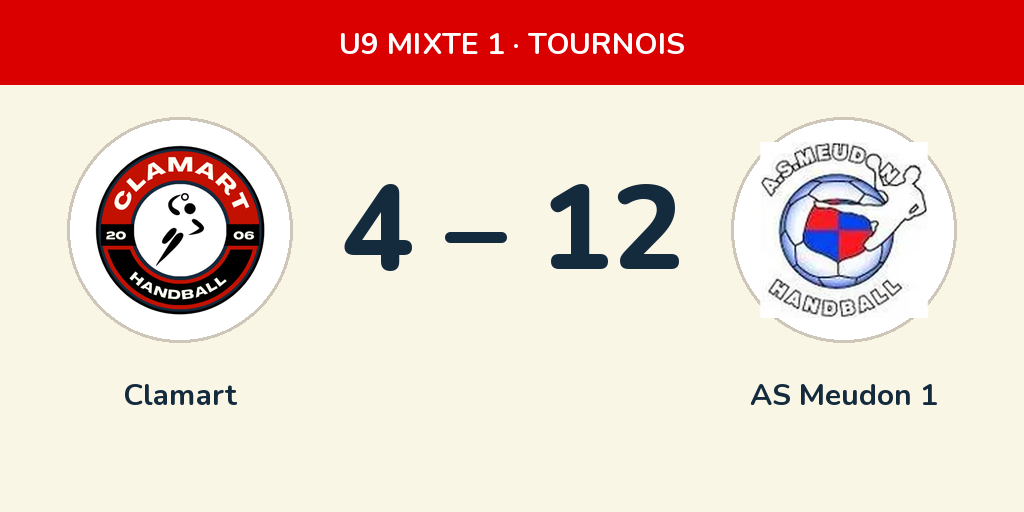 U9 MIXTE 1 · TOURNOIS
CLAMART
20 06
HANDBALL
4 – 12
A.S.MEUDON
HANDBALL
Clamart
AS Meudon 1